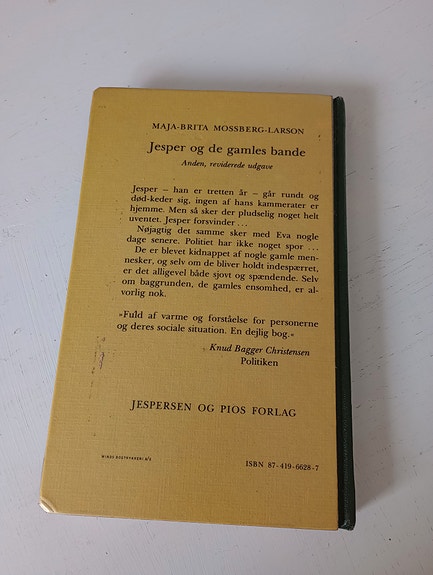 MAJA-BRITA MOSSBERG-LARSON
Jesper og de gamles bande
Anden, reviderede udgave
Jesper – han er tretten år – går rundt og
død-keder sig, ingen af hans kammerater er
hjemme. Men så sker der pludselig noget helt
uventet. Jesper forsvinder . . .
Nøjagtig det samme sker med Eva nogle
dage senere. Politiet har ikke noget spor . . .
De er blevet kidnappet af nogle gamle men-
nesker, og selv om de bliver holdt indespærret,
er det alligevel både sjovt og spændende. Selv
om baggrunden, de gamles ensomhed, er al-
vorlig nok.
»Fuld af varme og forståelse for personerne
og deres sociale situation. En dejlig bog.«
Knud Bagger Christensen
Politiken
JESPERSEN OG PIOS FORLAG
ISBN 87-419-6628-7